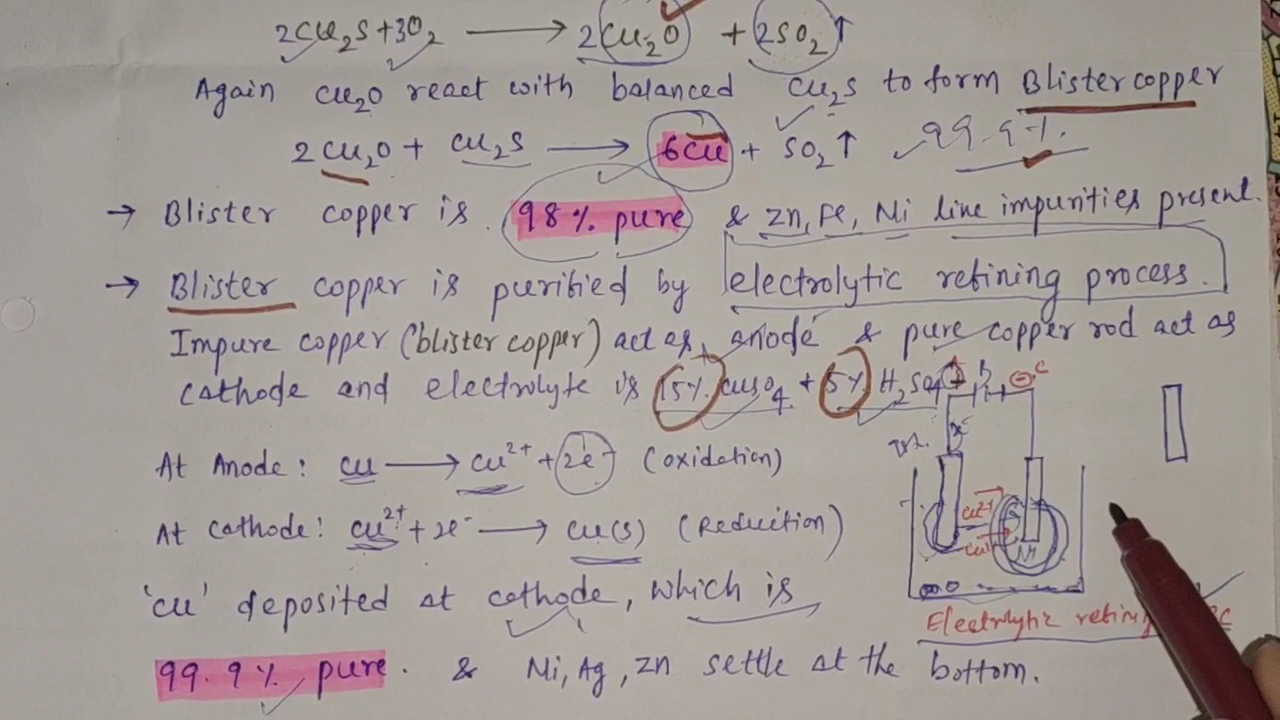 2Cu₂S + 3O₂ ⟶ 2Cu₂O + 2SO₂↑
Again Cu₂O react with balanced Cu₂S to form Blister copper
2Cu₂O + Cu₂S ⟶ 6Cu + SO₂↑ 99.9%.
→ Blister copper is 98% pure & Zn, Fe, Ni line impurities present.
→ Blister copper is purified by electrolytic refining process.
Impure copper (blister copper) act as, anode & pure copper rod act as
cathode and electrolyte is 15% CuSO₄ + 5% H₂SO₄
+ - C
At Anode: Cu ⟶ Cu²⁺ + 2e⁻ (oxidation)
At cathode: Cu²⁺ + 2e⁻ ⟶ Cu(s) (Reduction)
Cu²⁺
'Cu' deposited at cathode, which is
Electrolytic refining
99.9% pure. & Ni, Ag, Zn settle at the bottom.